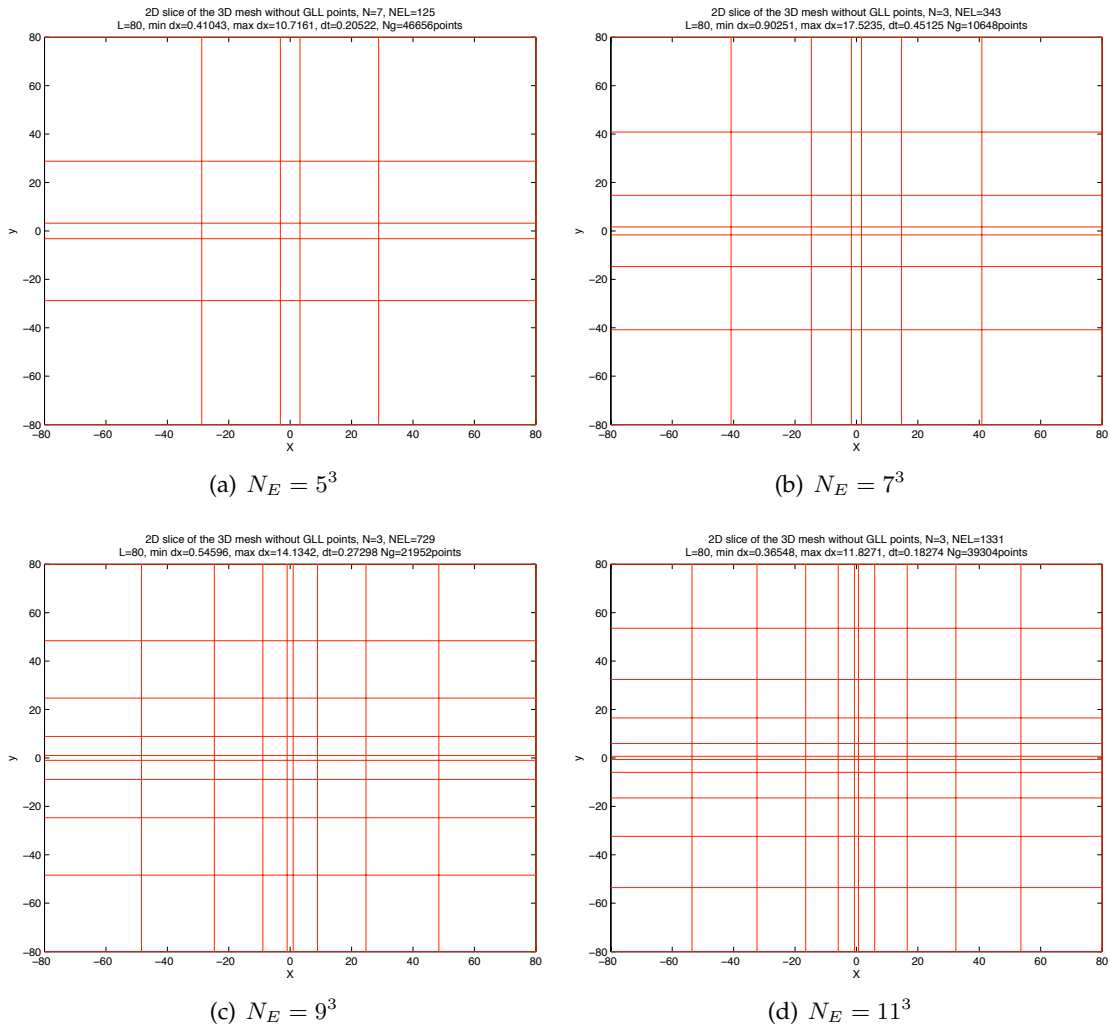 2D slice of the 3D mesh without GLL points, N=7, NEL=125
L=80, min dx=0.41043, max dx=10.7161, dt=0.20522, Ng=46656points
80
60
40
20
0
−20
−40
−60
−80
y
−80 −60 −40 −20 0 20 40 60 80
X
(a) N_E = 5^3
2D slice of the 3D mesh without GLL points, N=3, NEL=343
L=80, min dx=0.90251, max dx=17.5235, dt=0.45125 Ng=10648points
80
60
40
20
0
−20
−40
−60
−80
y
−80 −60 −40 −20 0 20 40 60 80
X
(b) N_E = 7^3
2D slice of the 3D mesh without GLL points, N=3, NEL=729
L=80, min dx=0.54596, max dx=14.1342, dt=0.27298 Ng=21952points
80
60
40
20
0
−20
−40
−60
−80
y
−80 −60 −40 −20 0 20 40 60 80
X
(c) N_E = 9^3
2D slice of the 3D mesh without GLL points, N=3, NEL=1331
L=80, min dx=0.36548, max dx=11.8271, dt=0.18274 Ng=39304points
80
60
40
20
0
−20
−40
−60
−80
y
−80 −60 −40 −20 0 20 40 60 80
X
(d) N_E = 11^3